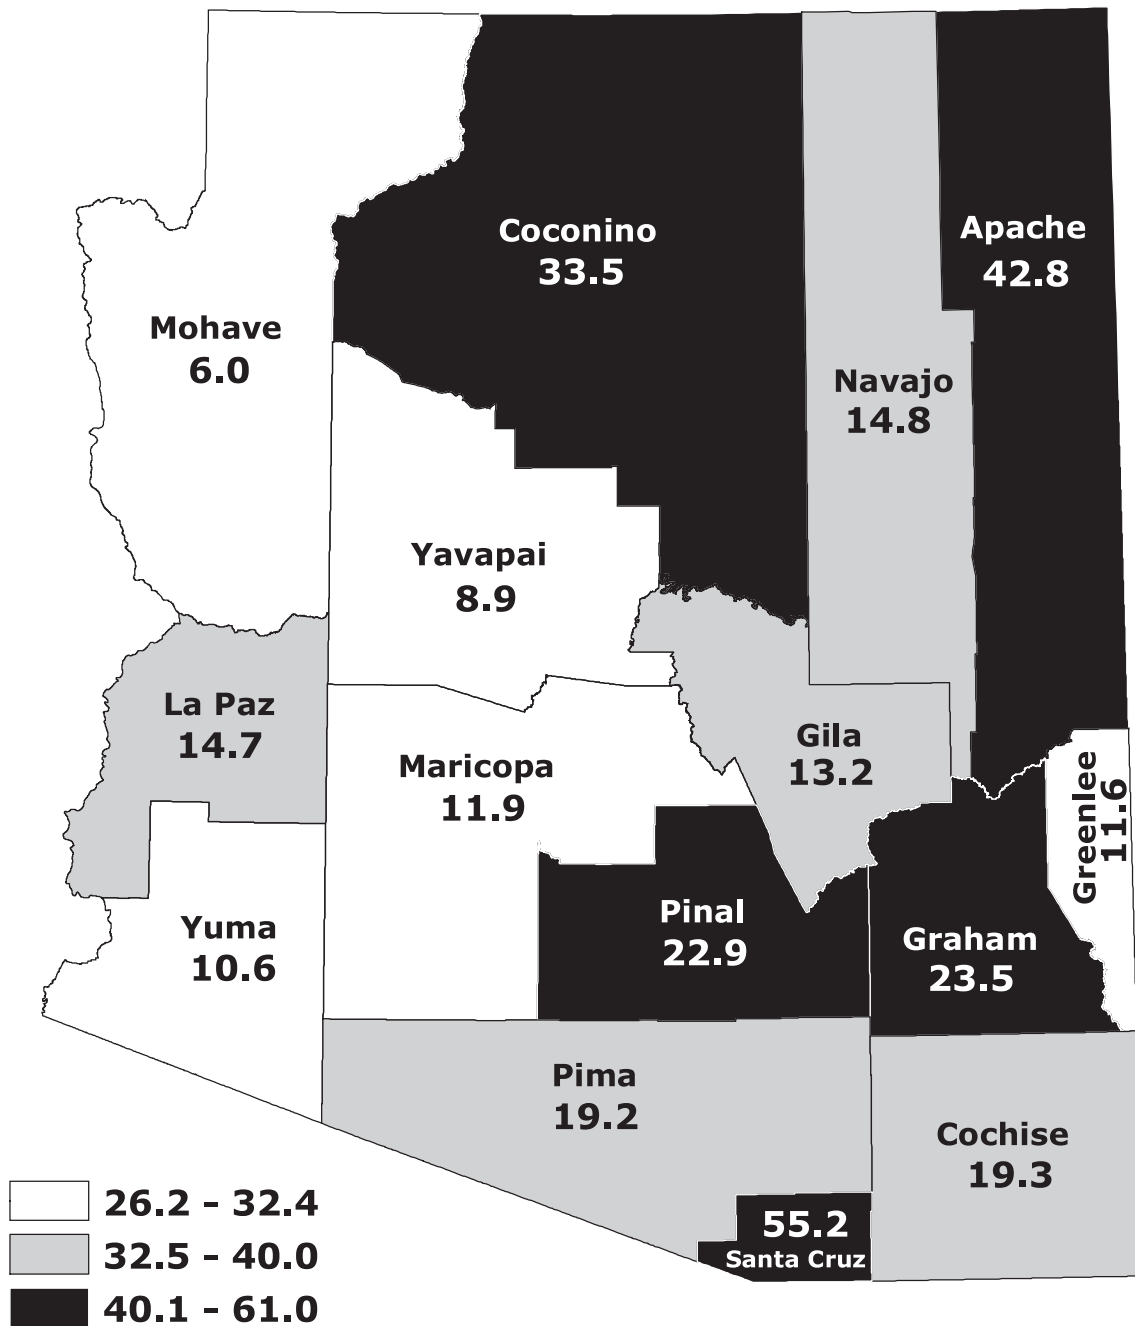 Coconino
33.5
Apache
42.8
Mohave
6.0
Navajo
14.8
Yavapai
8.9
La Paz
14.7
Gila
13.2
Maricopa
11.9
Greenlee
11.6
Pinal
22.9
Yuma
10.6
Graham
23.5
Pima
19.2
Cochise
19.3
55.2
Santa Cruz
26.2 - 32.4
32.5 - 40.0
40.1 - 61.0